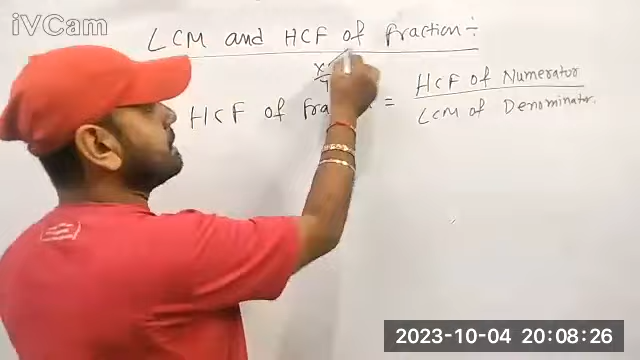 iVCam
LCM and HCF of fraction÷
x
HCF of fra = HCF of Numerator
LCM of Denominator.
2023-10-04 20:08:26